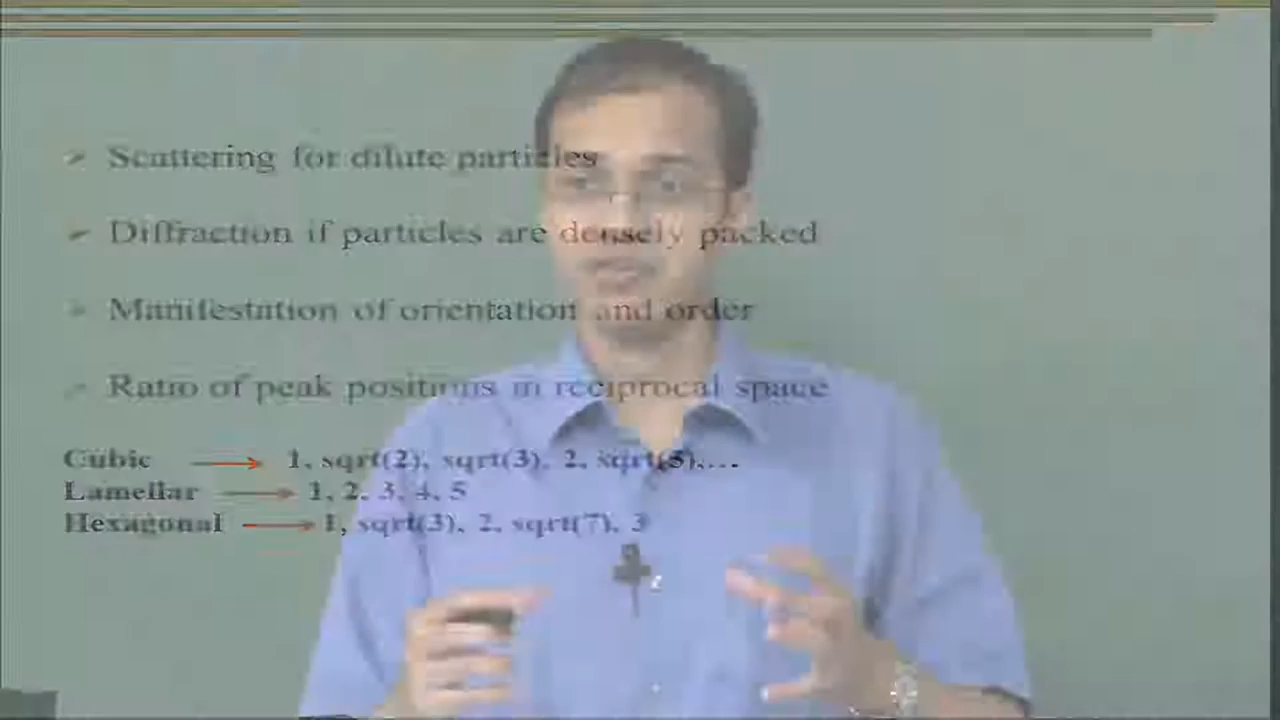 Scattering for dilute particles
Diffraction if particles are densely packed
Manifestation of orientation and order
Ratio of peak positions in reciprocal space
Cubic 1, sqrt(2), sqrt(3), 2, sqrt(5),...
Lamellar 1, 2, 3, 4, 5
Hexagonal 1, sqrt(3), 2, sqrt(7), 3